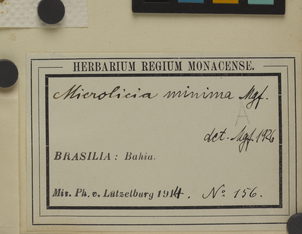 HERBARIUM REGIUM MONACENSE.
Microlicia minima Mgf.
det. Mgf. 1926
BRASILIA: Bahia.
Mis. Ph. v. Lützelburg 1914. No. 156.